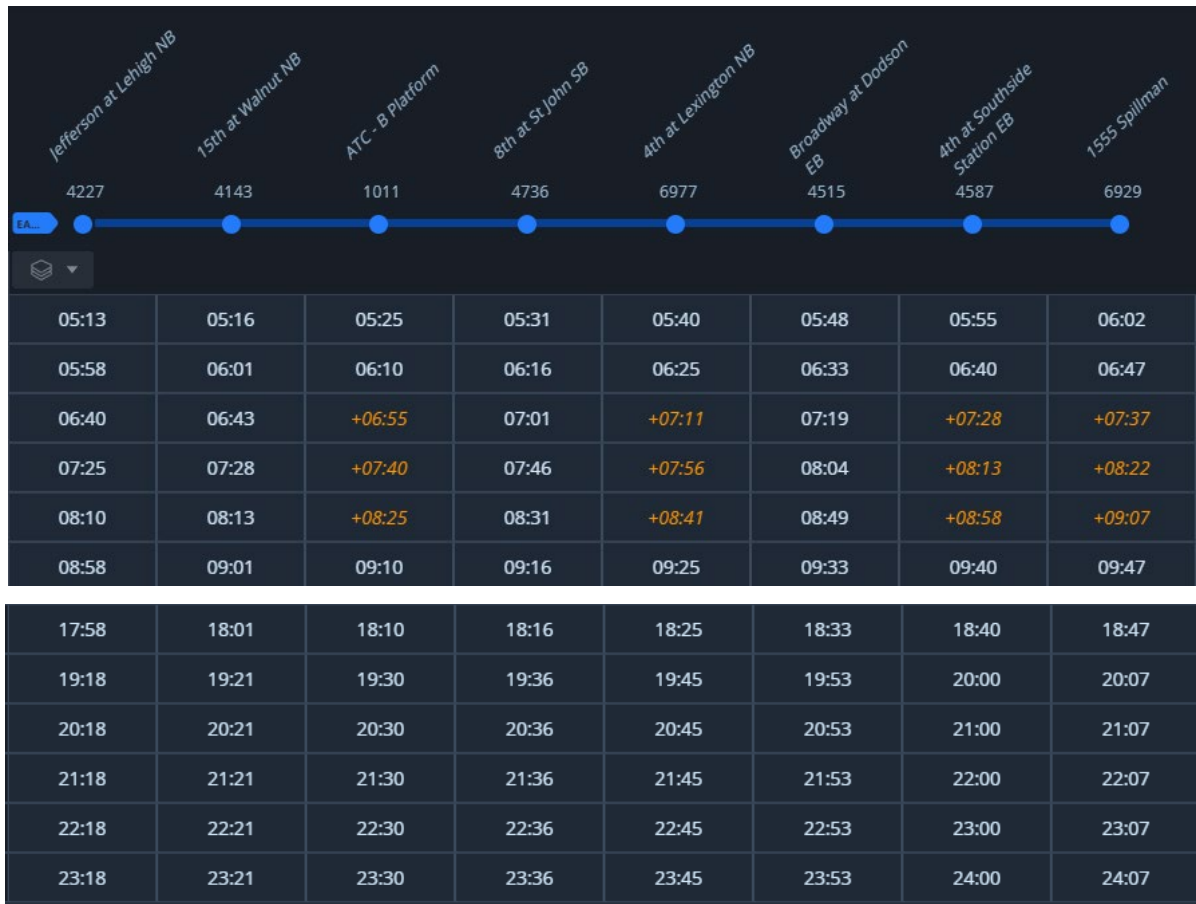 Jefferson at Lehigh NB
15th at Walnut NB
ATC - B Platform
8th at St John SB
4th at Lexington NB
Broadway at Dodson
EB
4th at Southside
Station EB
1555 Spillman
4227 4143 1011 4736 6977 4515 4587 6929
EA...
05:13 05:16 05:25 05:31 05:40 05:48 05:55 06:02
05:58 06:01 06:10 06:16 06:25 06:33 06:40 06:47
06:40 06:43 +06:55 07:01 +07:11 07:19 +07:28 +07:37
07:25 07:28 +07:40 07:46 +07:56 08:04 +08:13 +08:22
08:10 08:13 +08:25 08:31 +08:41 08:49 +08:58 +09:07
08:58 09:01 09:10 09:16 09:25 09:33 09:40 09:47
17:58 18:01 18:10 18:16 18:25 18:33 18:40 18:47
19:18 19:21 19:30 19:36 19:45 19:53 20:00 20:07
20:18 20:21 20:30 20:36 20:45 20:53 21:00 21:07
21:18 21:21 21:30 21:36 21:45 21:53 22:00 22:07
22:18 22:21 22:30 22:36 22:45 22:53 23:00 23:07
23:18 23:21 23:30 23:36 23:45 23:53 24:00 24:07